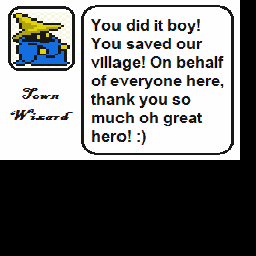 You did it boy!
You saved our
village! On behalf
of everyone here,
thank you so
much oh great
hero! :)
Town
Wizard